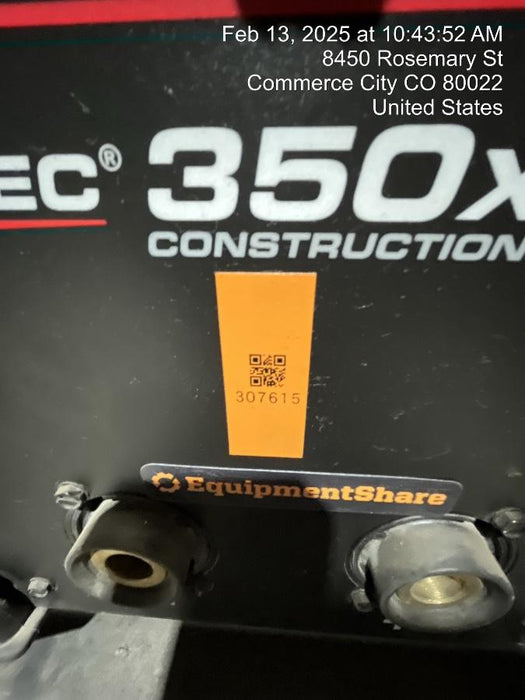 Feb 13, 2025 at 10:43:52 AM
8450 Rosemary St
Commerce City CO 80022
United States
EC® 350x
CONSTRUCTION
307615
EquipmentShare